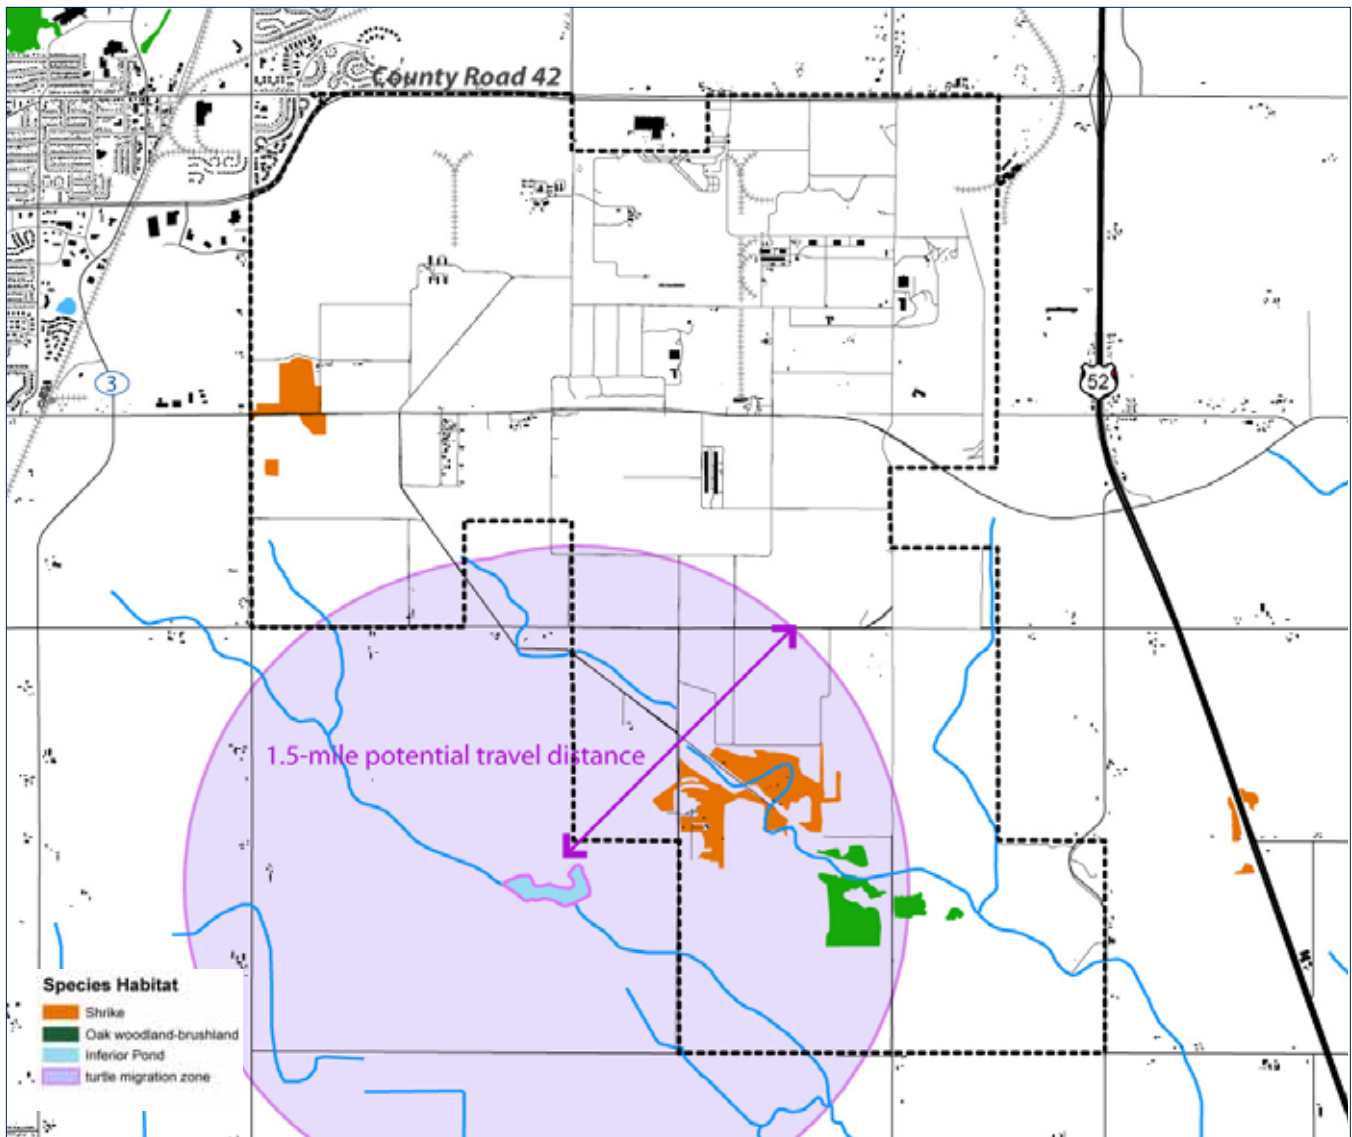 County Road 42
3
52
1.5-mile potential travel distance
Species Habitat
Shrike
Oak woodland-brushland
Inferior Pond
turtle migration zone